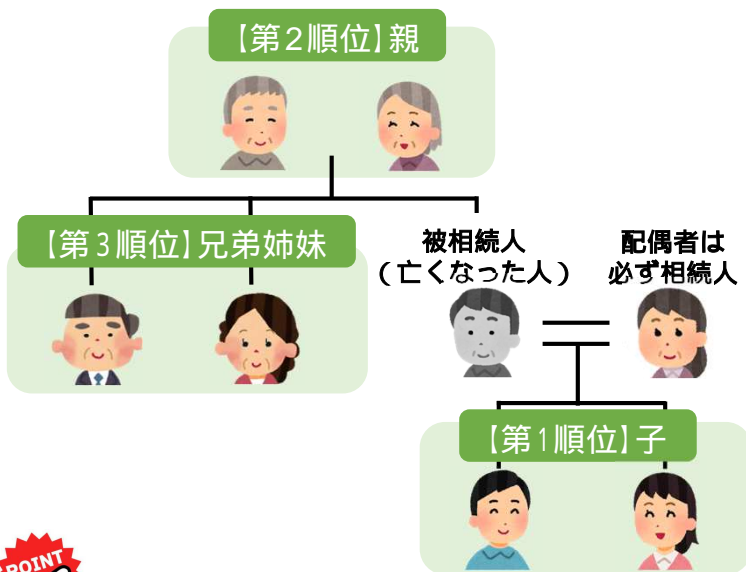 【第2順位】親
【第3順位】兄弟姉妹
被相続人
(亡くなった人)
配偶者は
必ず相続人
【第1順位】子
POINT